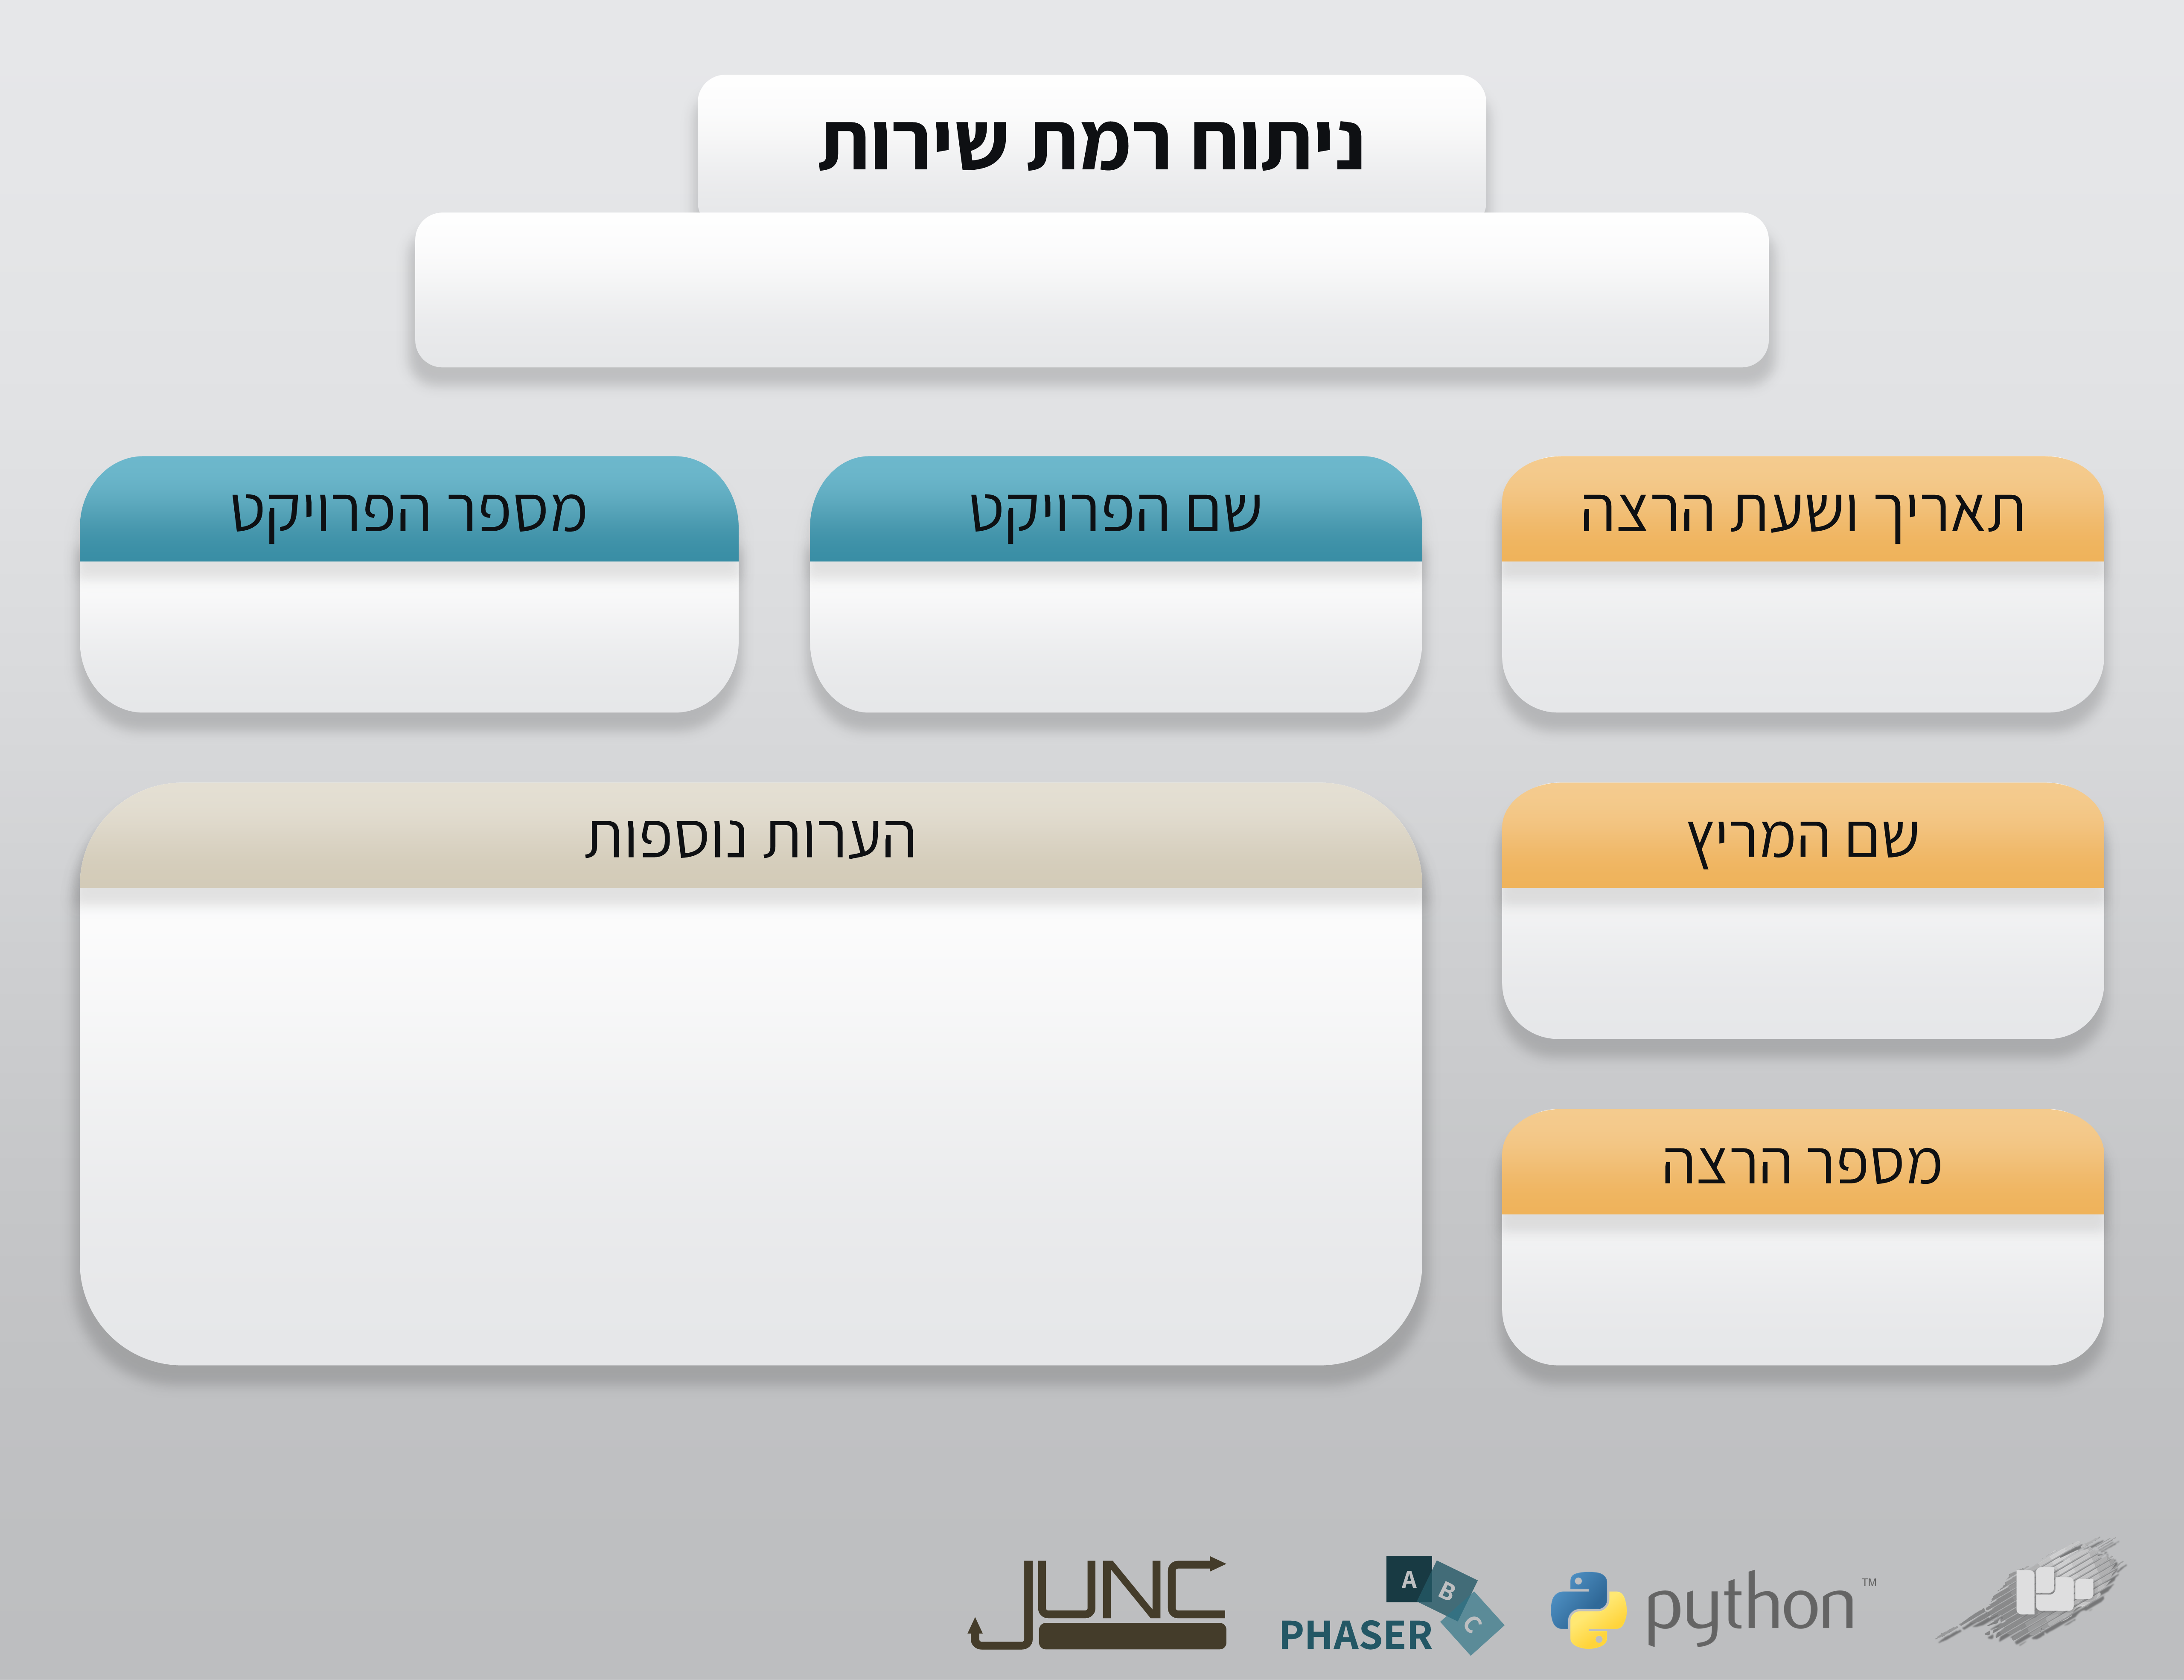 ניתוח רמת שירות
תאריך ושעת הרצה
שם הפרויקט
מספר הפרויקט
שם המריץ
הערות נוספות
מספר הרצה
JUNC
A
B
C
PHASER
python™